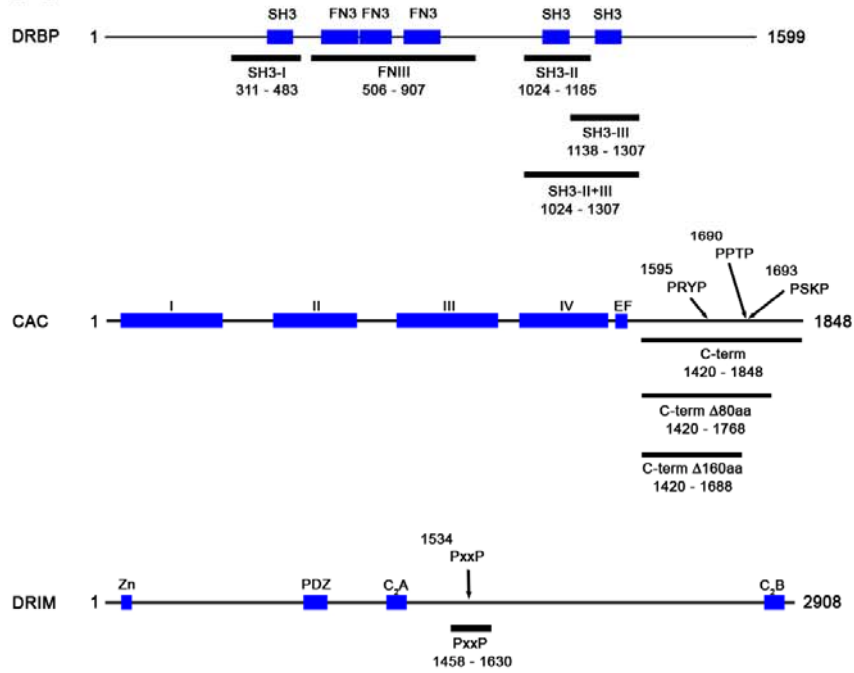 SH3 FN3 FN3 FN3 SH3 SH3
DRBP 1 1599
SH3-I FNIII SH3-II
311 - 483 506 - 907 1024 - 1185
SH3-III
1138 - 1307
SH3-II+III
1024 - 1307
1690
PPTP
1595 1693
PRYP PSKP
I II III IV EF
CAC 1 1848
C-term
1420 - 1848
C-term Δ80aa
1420 - 1768
C-term Δ160aa
1420 - 1688
1534
PxxP
Zn PDZ C₂A C₂B
DRIM 1 2908
PxxP
1458 - 1630